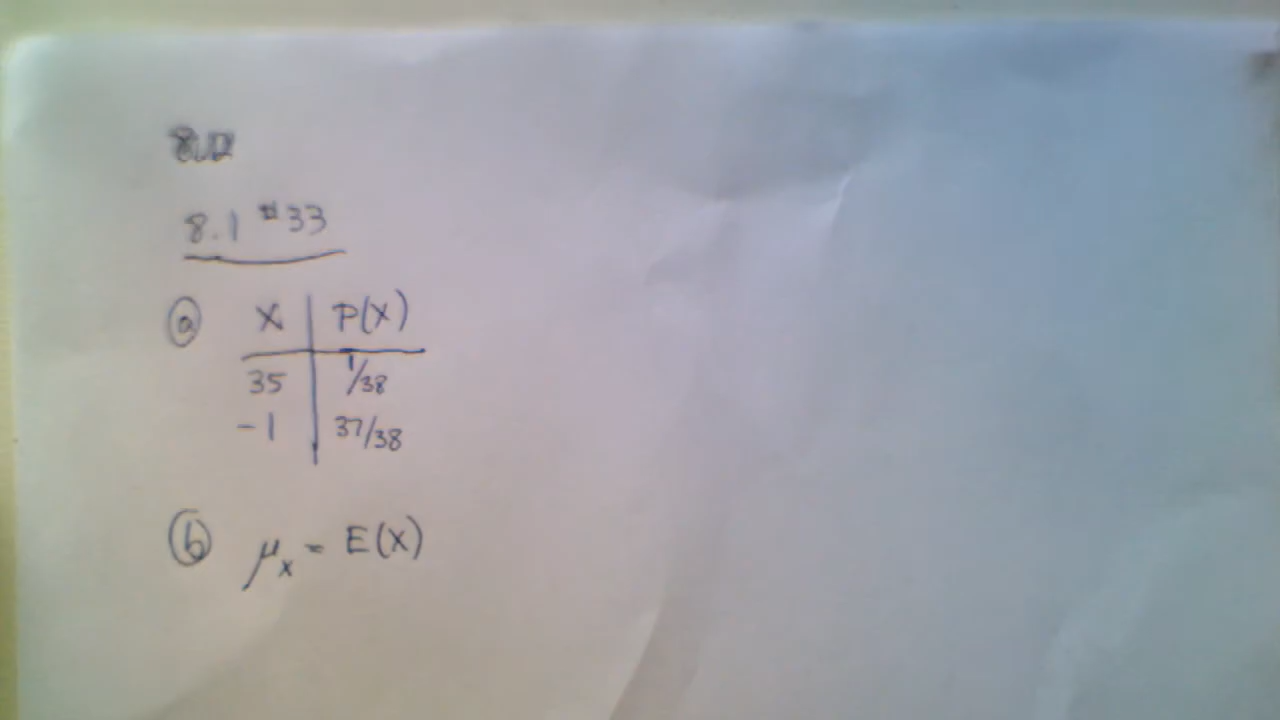 8.1 #33
(a) X P(X)
35 1/38
-1 37/38
(b) μx = E(X)